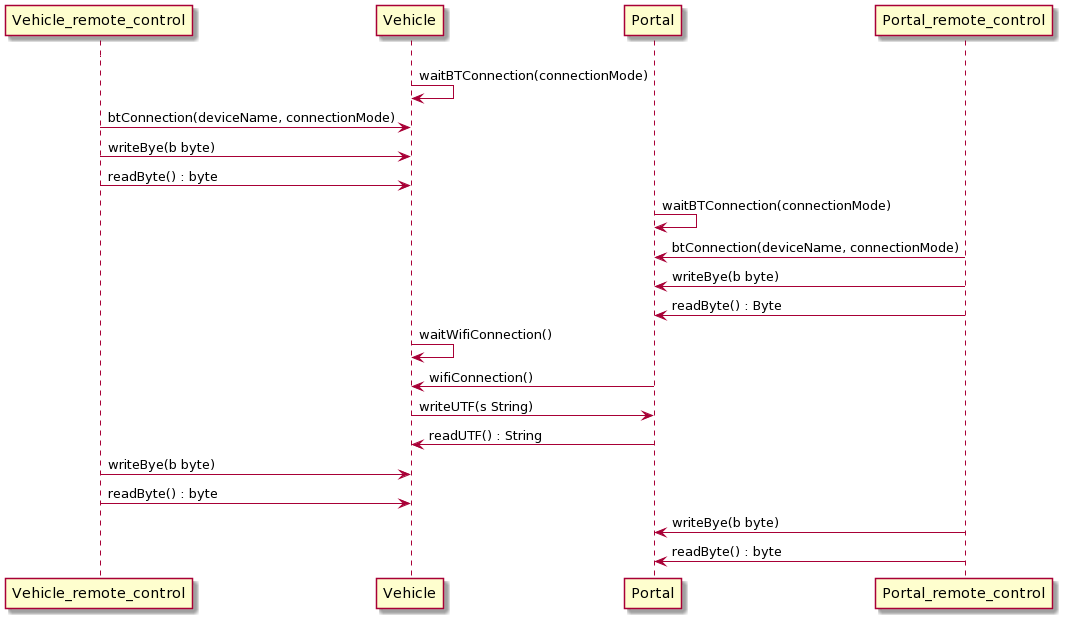 Vehicle_remote_control Vehicle Portal Portal_remote_control
waitBTConnection(connectionMode)
btConnection(deviceName, connectionMode)
writeBye(b byte)
readByte() : byte
waitBTConnection(connectionMode)
btConnection(deviceName, connectionMode)
writeBye(b byte)
readByte() : Byte
waitWifiConnection()
wifiConnection()
writeUTF(s String)
readUTF() : String
writeBye(b byte)
readByte() : byte
writeBye(b byte)
readByte() : byte
Vehicle_remote_control Vehicle Portal Portal_remote_control